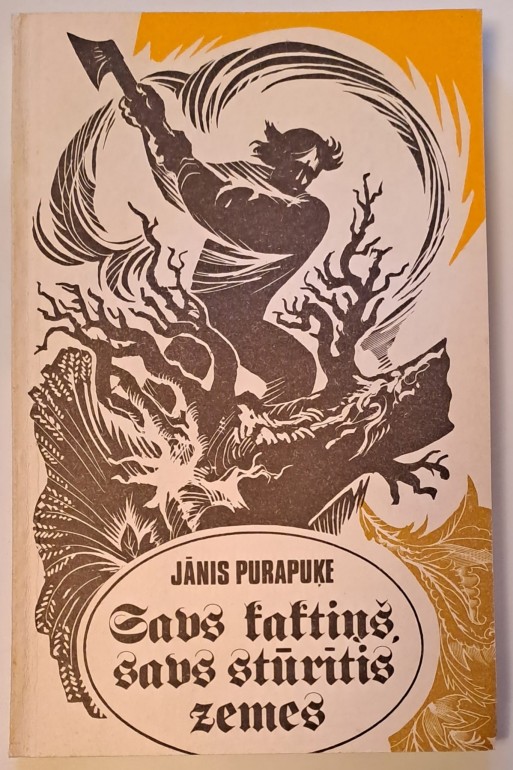 JĀNIS PURAPUĶE
Savs kaktiņš,
savs stūrītis
zemes